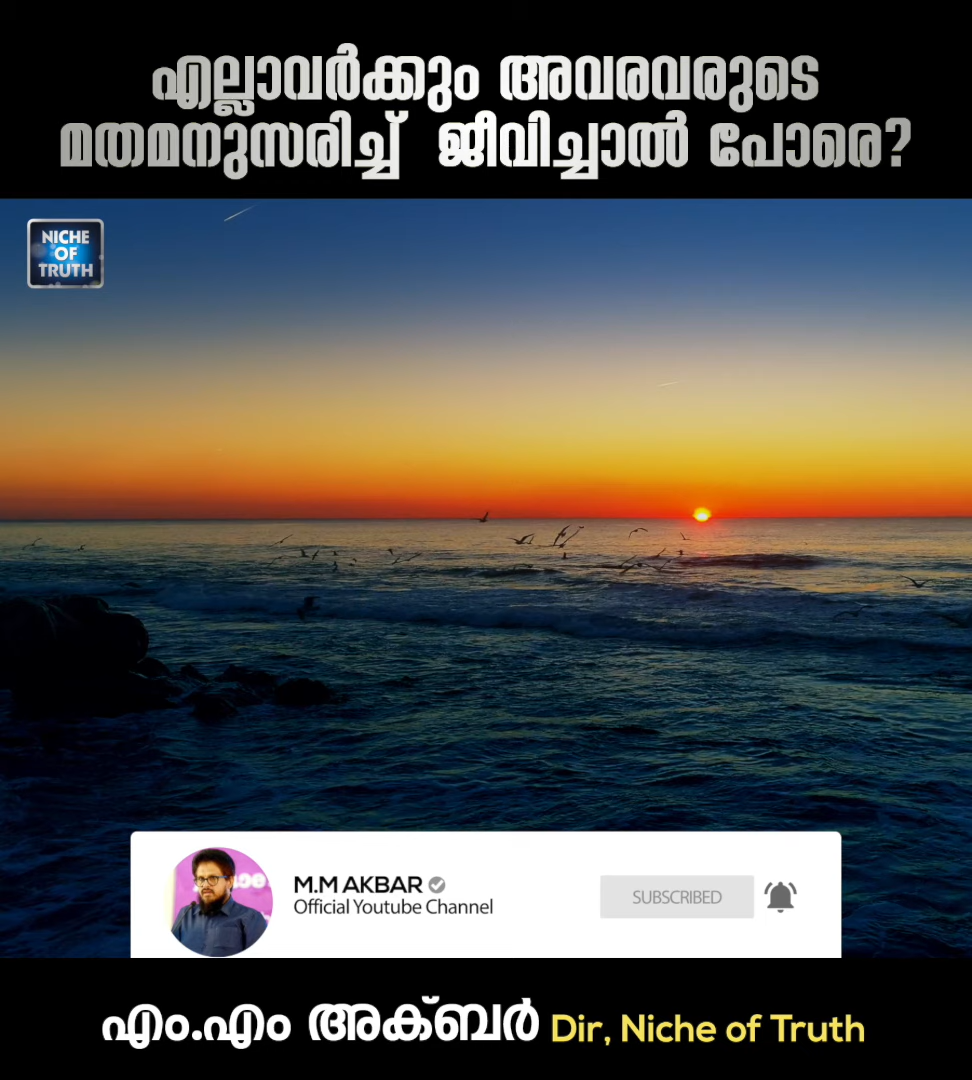 എല്ലാവർക്കും അവരവരുടെ
മതമനുസരിച്ച് ജീവിച്ചാൽ പോരെ?
NICHE
OF
TRUTH
M.M AKBAR
Official Youtube Channel
SUBSCRIBED
എം.എം അക്ബർ Dir, Niche of Truth